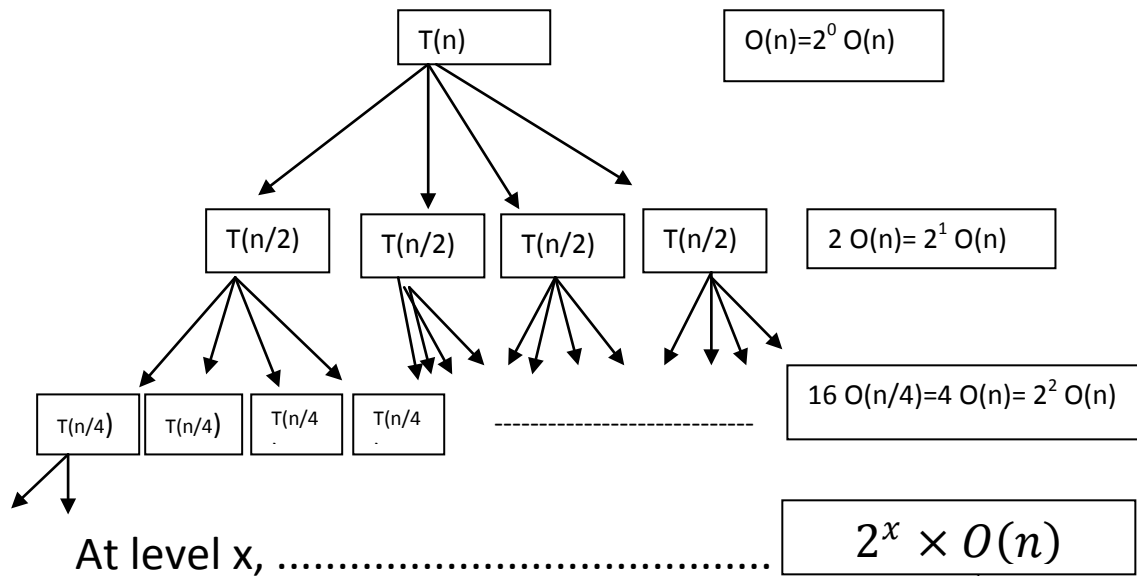 T(n) O(n)=2⁰ O(n)
T(n/2) T(n/2) T(n/2) T(n/2) 2 O(n)= 2¹ O(n)
T(n/4) T(n/4) T(n/4 T(n/4 ---------------------------- 16 O(n/4)=4 O(n)= 2² O(n)
At level x, .......................................... 2ˣ × O(n)